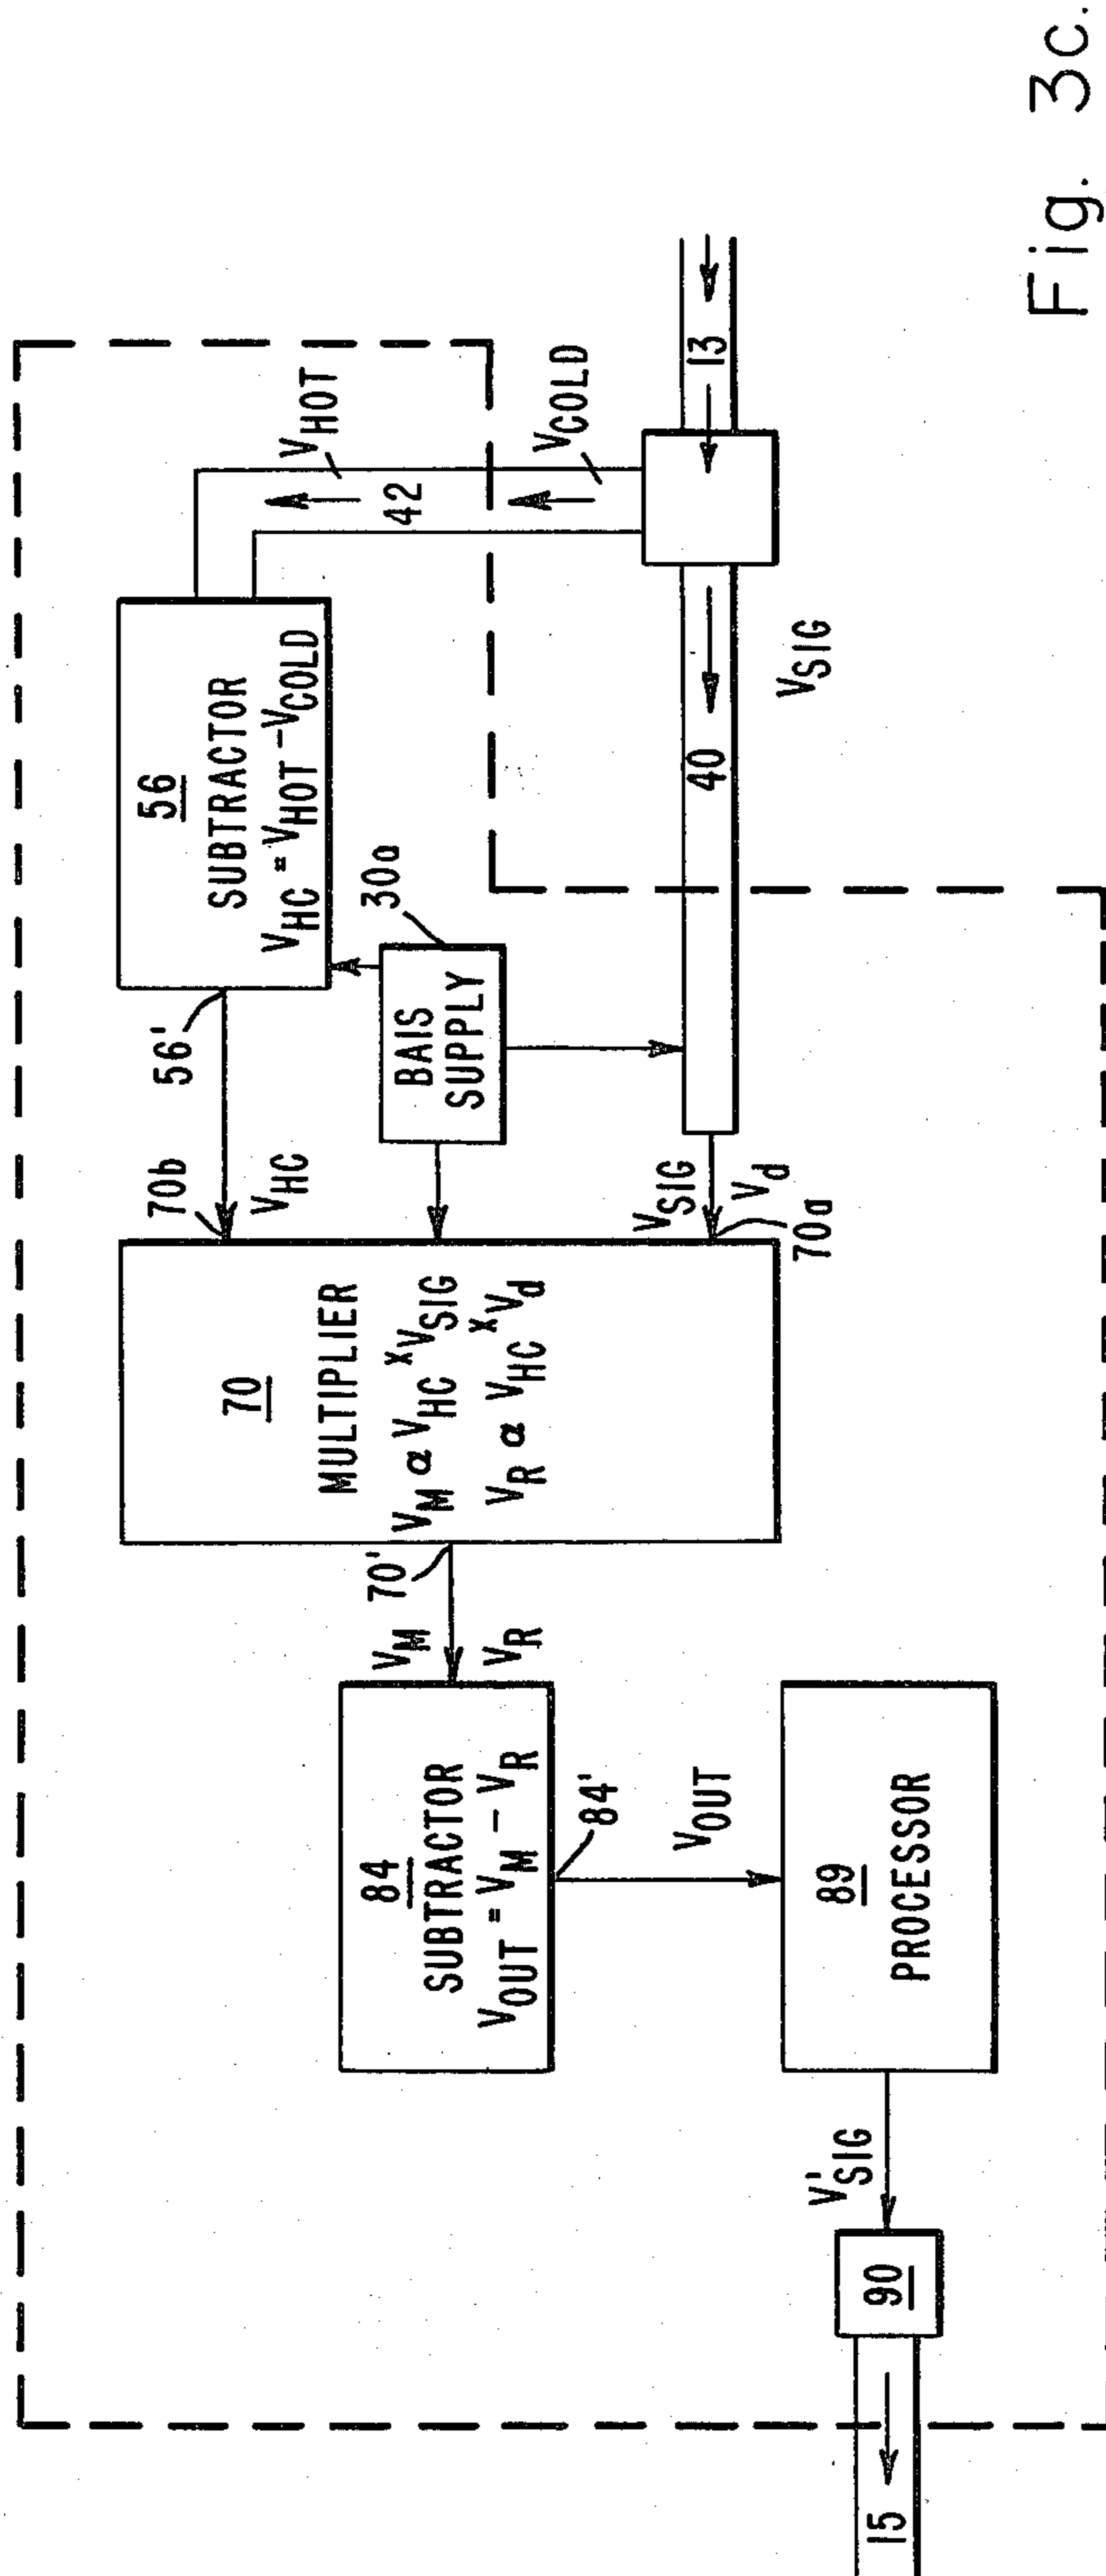 V_HOT
42
V_COLD
13
56
SUBTRACTOR
V_HC = V_HOT - V_COLD
56'
70b
V_HC
30a
BAIS
SUPPLY
40
V_SIG
V_SIG
V_d
70a
70
MULTIPLIER
V_M α V_HC x V_SIG
V_R α V_HC x V_d
70'
V_M
V_R
84
SUBTRACTOR
V_OUT = V_M - V_R
84'
V_OUT
89
PROCESSOR
V'_SIG
90
15
Fig. 3c.